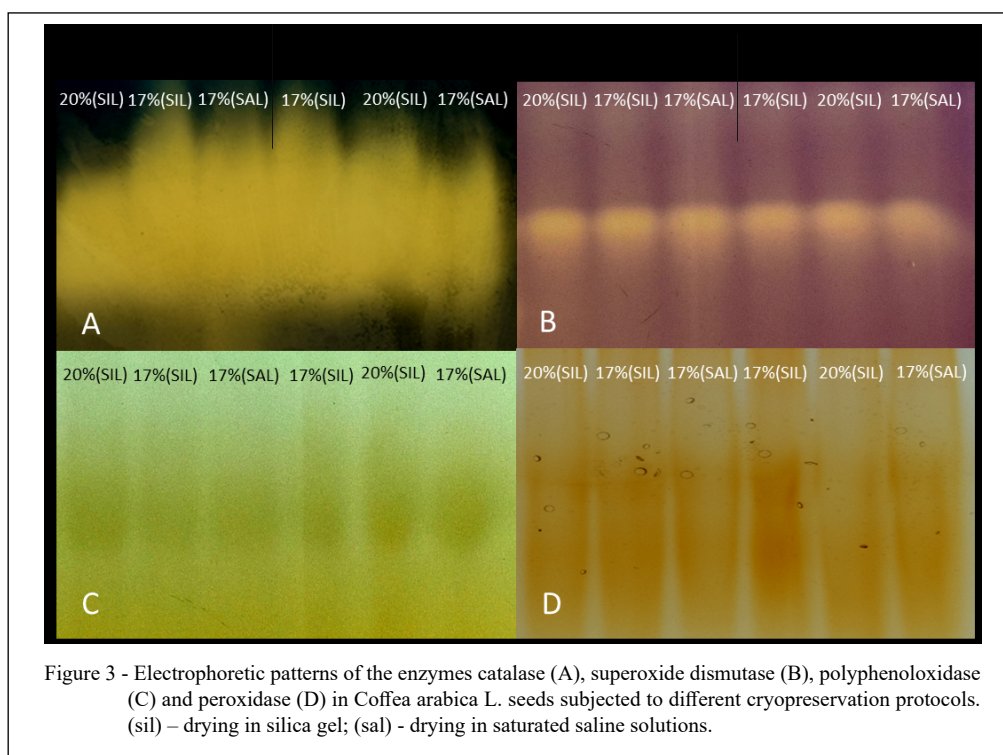 20%(SIL) 17%(SIL) 17%(SAL) 17%(SIL) 20%(SIL) 17%(SAL)
A
20%(SIL) 17%(SIL) 17%(SAL) 17%(SIL) 20%(SIL) 17%(SAL)
B
20%(SIL) 17%(SIL) 17%(SAL) 17%(SIL) 20%(SIL) 17%(SAL)
C
20%(SIL) 17%(SIL) 17%(SAL) 17%(SIL) 20%(SIL) 17%(SAL)
D
Figure 3 - Electrophoretic patterns of the enzymes catalase (A), superoxide dismutase (B), polyphenoloxidase
(C) and peroxidase (D) in Coffea arabica L. seeds subjected to different cryopreservation protocols.
(sil) – drying in silica gel; (sal) - drying in saturated saline solutions.